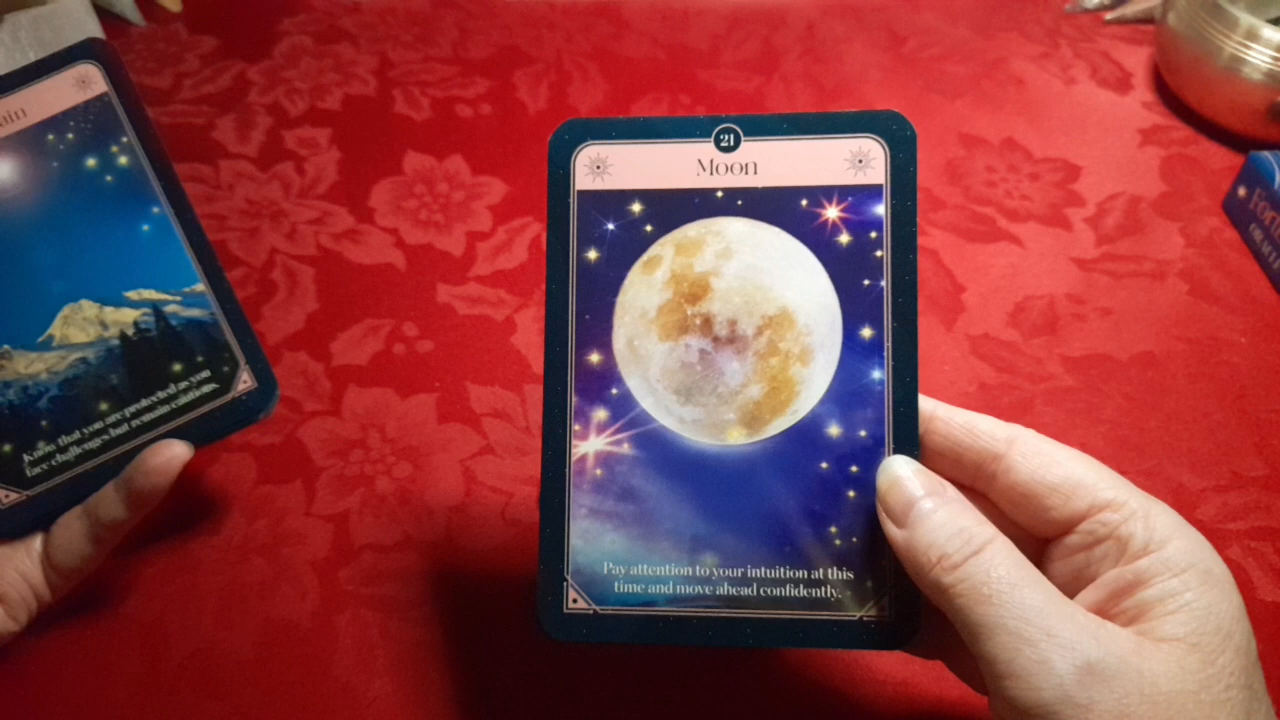 21
Moon
Pay attention to your intuition at this
time and move ahead confidently.
ain
Know that you are protected as you
face challenges but remain cautious.